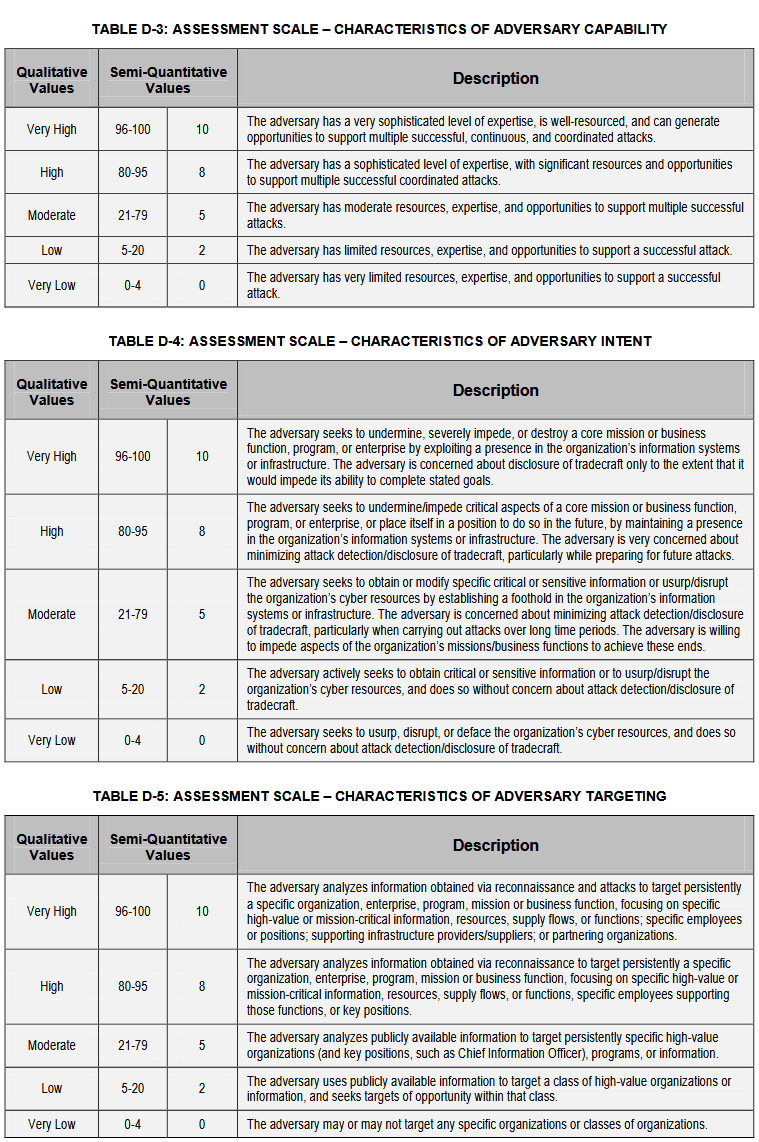 TABLE D-3: ASSESSMENT SCALE – CHARACTERISTICS OF ADVERSARY CAPABILITY
Qualitative Values
Semi-Quantitative Values
Description
Very High
96-100
10
The adversary has a very sophisticated level of expertise, is well-resourced, and can generate
opportunities to support multiple successful, continuous, and coordinated attacks.
High
80-95
8
The adversary has a sophisticated level of expertise, with significant resources and opportunities
to support multiple successful coordinated attacks.
Moderate
21-79
5
The adversary has moderate resources, expertise, and opportunities to support multiple successful
attacks.
Low
5-20
2
The adversary has limited resources, expertise, and opportunities to support a successful attack.
Very Low
0-4
0
The adversary has very limited resources, expertise, and opportunities to support a successful
attack.
TABLE D-4: ASSESSMENT SCALE – CHARACTERISTICS OF ADVERSARY INTENT
Qualitative Values
Semi-Quantitative Values
Description
Very High
96-100
10
The adversary seeks to undermine, severely impede, or destroy a core mission or business
function, program, or enterprise by exploiting a presence in the organization's information systems
or infrastructure. The adversary is concerned about disclosure of tradecraft only to the extent that it
would impede its ability to complete stated goals.
High
80-95
8
The adversary seeks to undermine/impede critical aspects of a core mission or business function,
program, or enterprise, or place itself in a position to do so in the future, by maintaining a presence
in the organization's information systems or infrastructure. The adversary is very concerned about
minimizing attack detection/disclosure of tradecraft, particularly while preparing for future attacks.
Moderate
21-79
5
The adversary seeks to obtain or modify specific critical or sensitive information or usurp/disrupt
the organization's cyber resources by establishing a foothold in the organization's information
systems or infrastructure. The adversary is concerned about minimizing attack detection/disclosure
of tradecraft, particularly when carrying out attacks over long time periods. The adversary is willing
to impede aspects of the organization's missions/business functions to achieve these ends.
Low
5-20
2
The adversary actively seeks to obtain critical or sensitive information or to usurp/disrupt the
organization's cyber resources, and does so without concern about attack detection/disclosure of
tradecraft.
Very Low
0-4
0
The adversary seeks to usurp, disrupt, or deface the organization's cyber resources, and does so
without concern about attack detection/disclosure of tradecraft.
TABLE D-5: ASSESSMENT SCALE – CHARACTERISTICS OF ADVERSARY TARGETING
Qualitative Values
Semi-Quantitative Values
Description
Very High
96-100
10
The adversary analyzes information obtained via reconnaissance and attacks to target persistently
a specific organization, enterprise, program, mission or business function, focusing on specific
high-value or mission-critical information, resources, supply flows, or functions; specific employees
or positions; supporting infrastructure providers/suppliers; or partnering organizations.
High
80-95
8
The adversary analyzes information obtained via reconnaissance to target persistently a specific
organization, enterprise, program, mission or business function, focusing on specific high-value or
mission-critical information, resources, supply flows, or functions, specific employees supporting
those functions, or key positions.
Moderate
21-79
5
The adversary analyzes publicly available information to target persistently specific high-value
organizations (and key positions, such as Chief Information Officer), programs, or information.
Low
5-20
2
The adversary uses publicly available information to target a class of high-value organizations or
information, and seeks targets of opportunity within that class.
Very Low
0-4
0
The adversary may or may not target any specific organizations or classes of organizations.